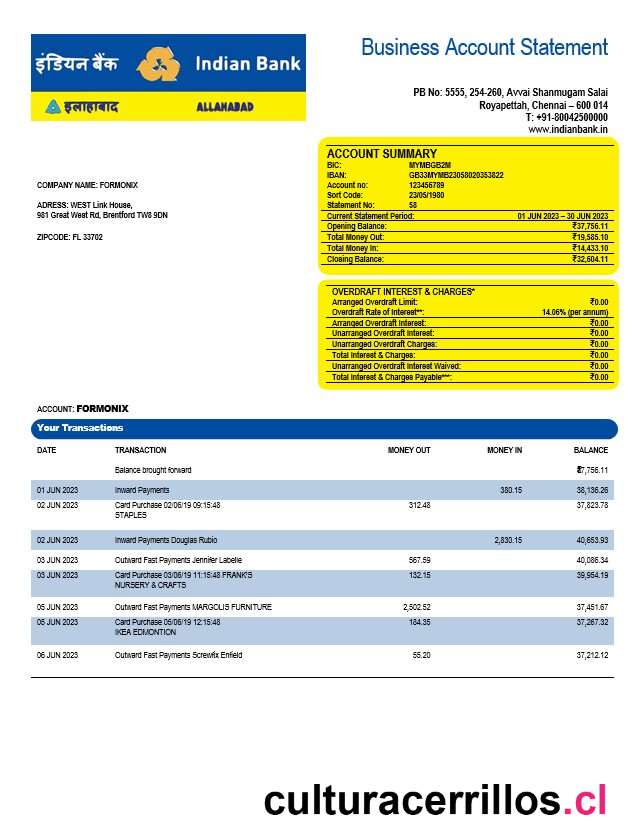 इंडियन बैंक Indian Bank
इलाहाबाद ALLAHABAD
Business Account Statement
PB No: 5555, 254-260, Avvai Shanmugam Salai
Royapettah, Chennai – 600 014
T: +91-80042500000
www.indianbank.in
COMPANY NAME: FORMONIX
ADRESS: WEST Link House,
981 Great West Rd, Brentford TW8 9DN
ZIPCODE: FL 33702
ACCOUNT SUMMARY
BIC: MYMBGB2M
IBAN: GB33MYMB23058020353822
Account no: 123456789
Sort Code: 23/05/1980
Statement No: 58
Current Statement Period: 01 JUN 2023 – 30 JUN 2023
Opening Balance: ₹37,756.11
Total Money Out: ₹19,585.10
Total Money In: ₹14,433.10
Closing Balance: ₹32,604.11
OVERDRAFT INTEREST & CHARGES*
Arranged Overdraft Limit: ₹0.00
Overdraft Rate of Interest**: 14.06% (per annum)
Arranged Overdraft Interest: ₹0.00
Unarranged Overdraft Interest: ₹0.00
Unarranged Overdraft Charges: ₹0.00
Total Interest & Charges: ₹0.00
Unarranged Overdraft Interest Waived: ₹0.00
Total Interest & Charges Payable***: ₹0.00
ACCOUNT: FORMONIX
Your Transactions
DATE TRANSACTION MONEY OUT MONEY IN BALANCE
Balance brought forward ₹37,756.11
01 JUN 2023 Inward Payments 380.15 38,136.26
02 JUN 2023 Card Purchase 02/06/19 09:15:48 312.48 37,823.78
STAPLES
02 JUN 2023 Inward Payments Douglas Rubio 2,830.15 40,653.93
03 JUN 2023 Outward Fast Payments Jennifer Labelle 567.59 40,086.34
03 JUN 2023 Card Purchase 03/06/19 11:15:48 FRANK'S 132.15 39,954.19
NURSERY & CRAFTS
05 JUN 2023 Outward Fast Payments MARGOLIS FURNITURE 2,502.52 37,451.67
05 JUN 2023 Card Purchase 05/06/19 12:15:48 184.35 37,267.32
IKEA EDMONTION
06 JUN 2023 Outward Fast Payments Screwfix Enfield 55.20 37,212.12
culturacerrillos.cl